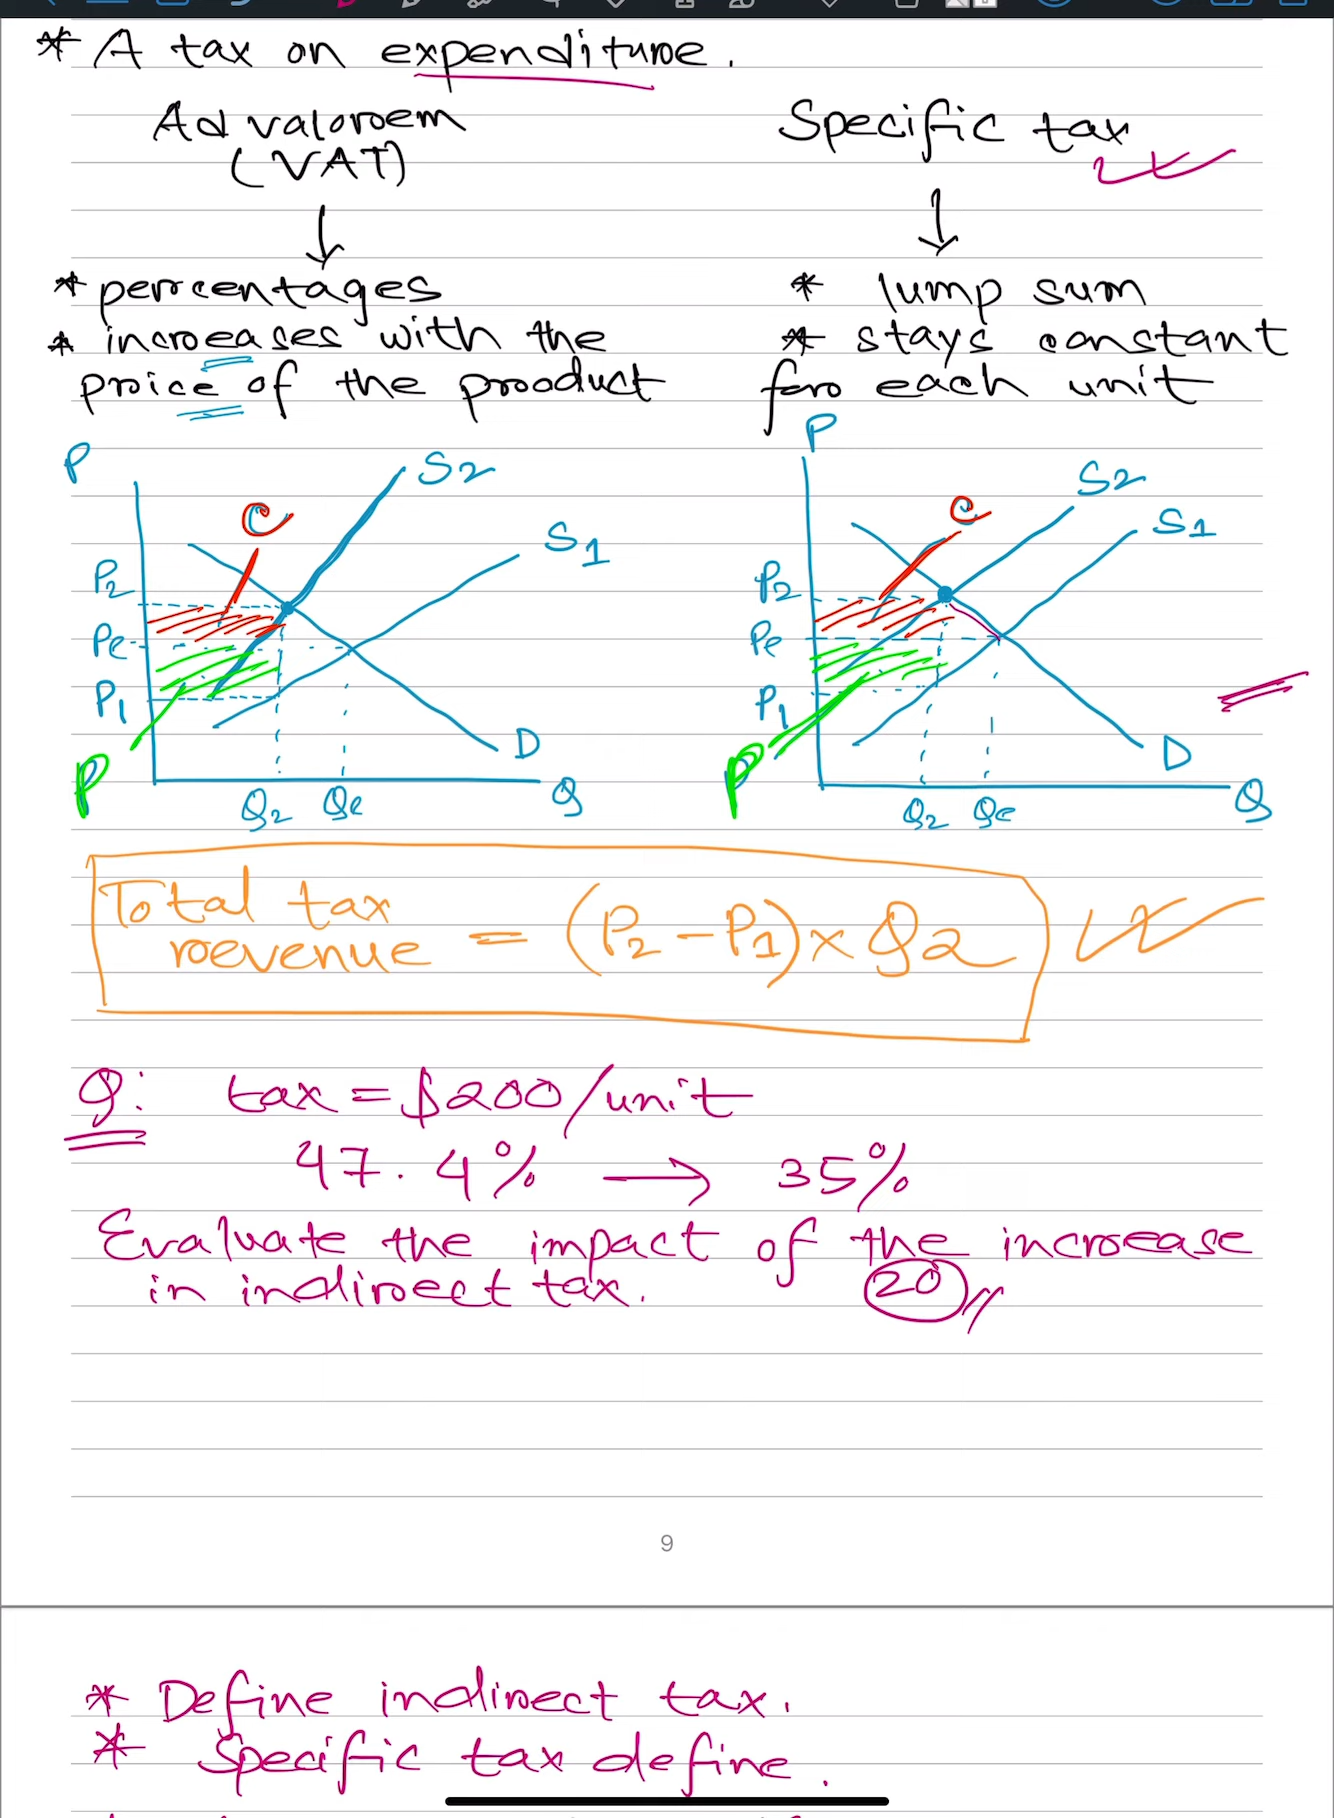 * A tax on expenditure.
Ad valorem
(VAT)
Specific tax
* percentages
* increases with the
price of the product
* lump sum
* stays constant
for each unit
P
S2
C
S1
P2
Pe
P1
P
D
Q2 Qe Q
P
S2
C
S1
P2
Pe
P1
P
D
Q2 Qe Q
Total tax
revenue = (P2 - P1) x Q2
Q: tax = $200/unit
47.4% → 35%
Evaluate the impact of the increase
in indirect tax. 20
9
* Define indirect tax.
* Specific tax define.